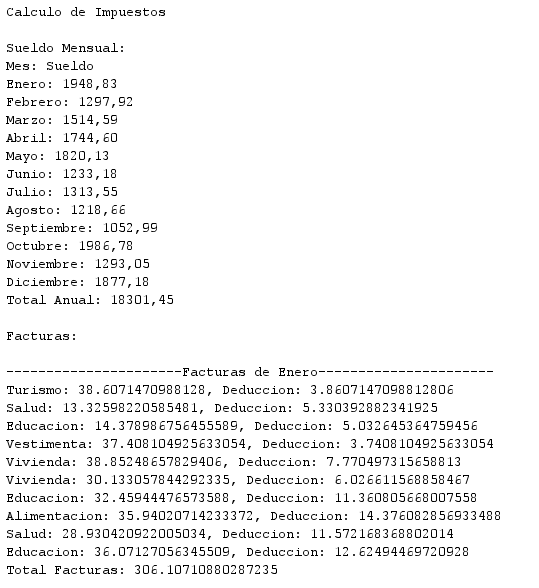 Calculo de Impuestos
Sueldo Mensual:
Mes: Sueldo
Enero: 1948,83
Febrero: 1297,92
Marzo: 1514,59
Abril: 1744,60
Mayo: 1820,13
Junio: 1233,18
Julio: 1313,55
Agosto: 1218,66
Septiembre: 1052,99
Octubre: 1986,78
Noviembre: 1293,05
Diciembre: 1877,18
Total Anual: 18301,45
Facturas:
----------------------Facturas de Enero----------------------
Turismo: 38.6071470988128, Deduccion: 3.8607147098812806
Salud: 13.32598220585481, Deduccion: 5.330392882341925
Educacion: 14.378986756455589, Deduccion: 5.032645364759456
Vestimenta: 37.408104925633054, Deduccion: 3.7408104925633054
Vivienda: 38.85248657829406, Deduccion: 7.770497315658813
Vivienda: 30.133057844292335, Deduccion: 6.026611568858467
Educacion: 32.45944476573588, Deduccion: 11.360805668007558
Alimentacion: 35.94020714233372, Deduccion: 14.376082856933488
Salud: 28.930420922005034, Deduccion: 11.572168368802014
Educacion: 36.07127056345509, Deduccion: 12.62494469720928
Total Facturas: 306.10710880287235